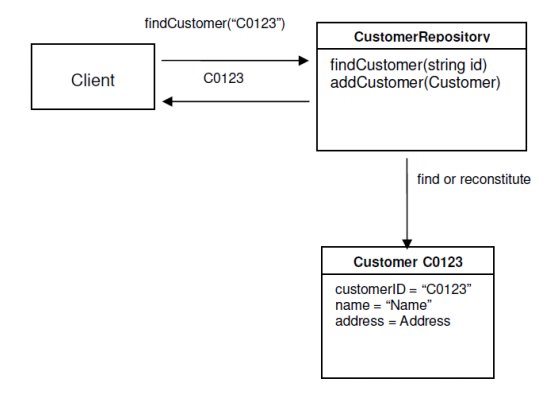 findCustomer(“C0123”)
Client
C0123
CustomerRepository
findCustomer(string id)
addCustomer(Customer)
find or reconstitute
Customer C0123
customerID = “C0123”
name = “Name”
address = Address